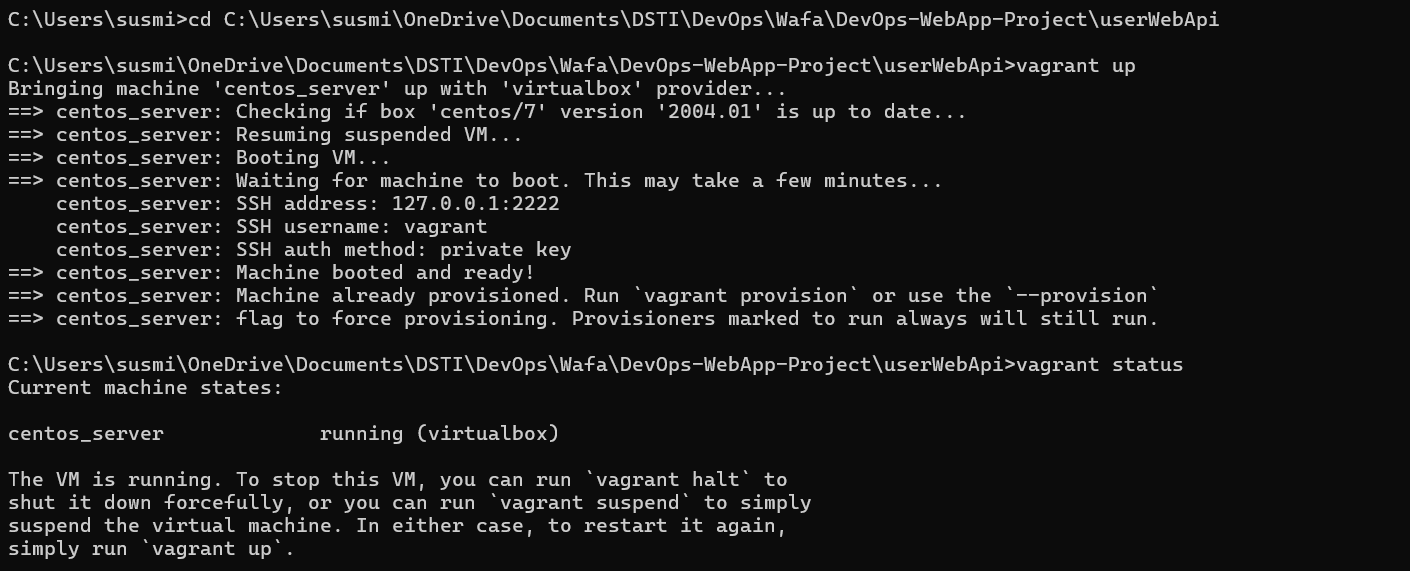 C:\Users\susmi>cd C:\Users\susmi\OneDrive\Documents\DSTI\DevOps\Wafa\DevOps-WebApp-Project\userWebApi
C:\Users\susmi\OneDrive\Documents\DSTI\DevOps\Wafa\DevOps-WebApp-Project\userWebApi>vagrant up
Bringing machine 'centos_server' up with 'virtualbox' provider...
==> centos_server: Checking if box 'centos/7' version '2004.01' is up to date...
==> centos_server: Resuming suspended VM...
==> centos_server: Booting VM...
==> centos_server: Waiting for machine to boot. This may take a few minutes...
    centos_server: SSH address: 127.0.0.1:2222
    centos_server: SSH username: vagrant
    centos_server: SSH auth method: private key
==> centos_server: Machine booted and ready!
==> centos_server: Machine already provisioned. Run `vagrant provision` or use the `--provision`
==> centos_server: flag to force provisioning. Provisioners marked to run always will still run.
C:\Users\susmi\OneDrive\Documents\DSTI\DevOps\Wafa\DevOps-WebApp-Project\userWebApi>vagrant status
Current machine states:
centos_server             running (virtualbox)
The VM is running. To stop this VM, you can run `vagrant halt` to
shut it down forcefully, or you can run `vagrant suspend` to simply
suspend the virtual machine. In either case, to restart it again,
simply run `vagrant up`.